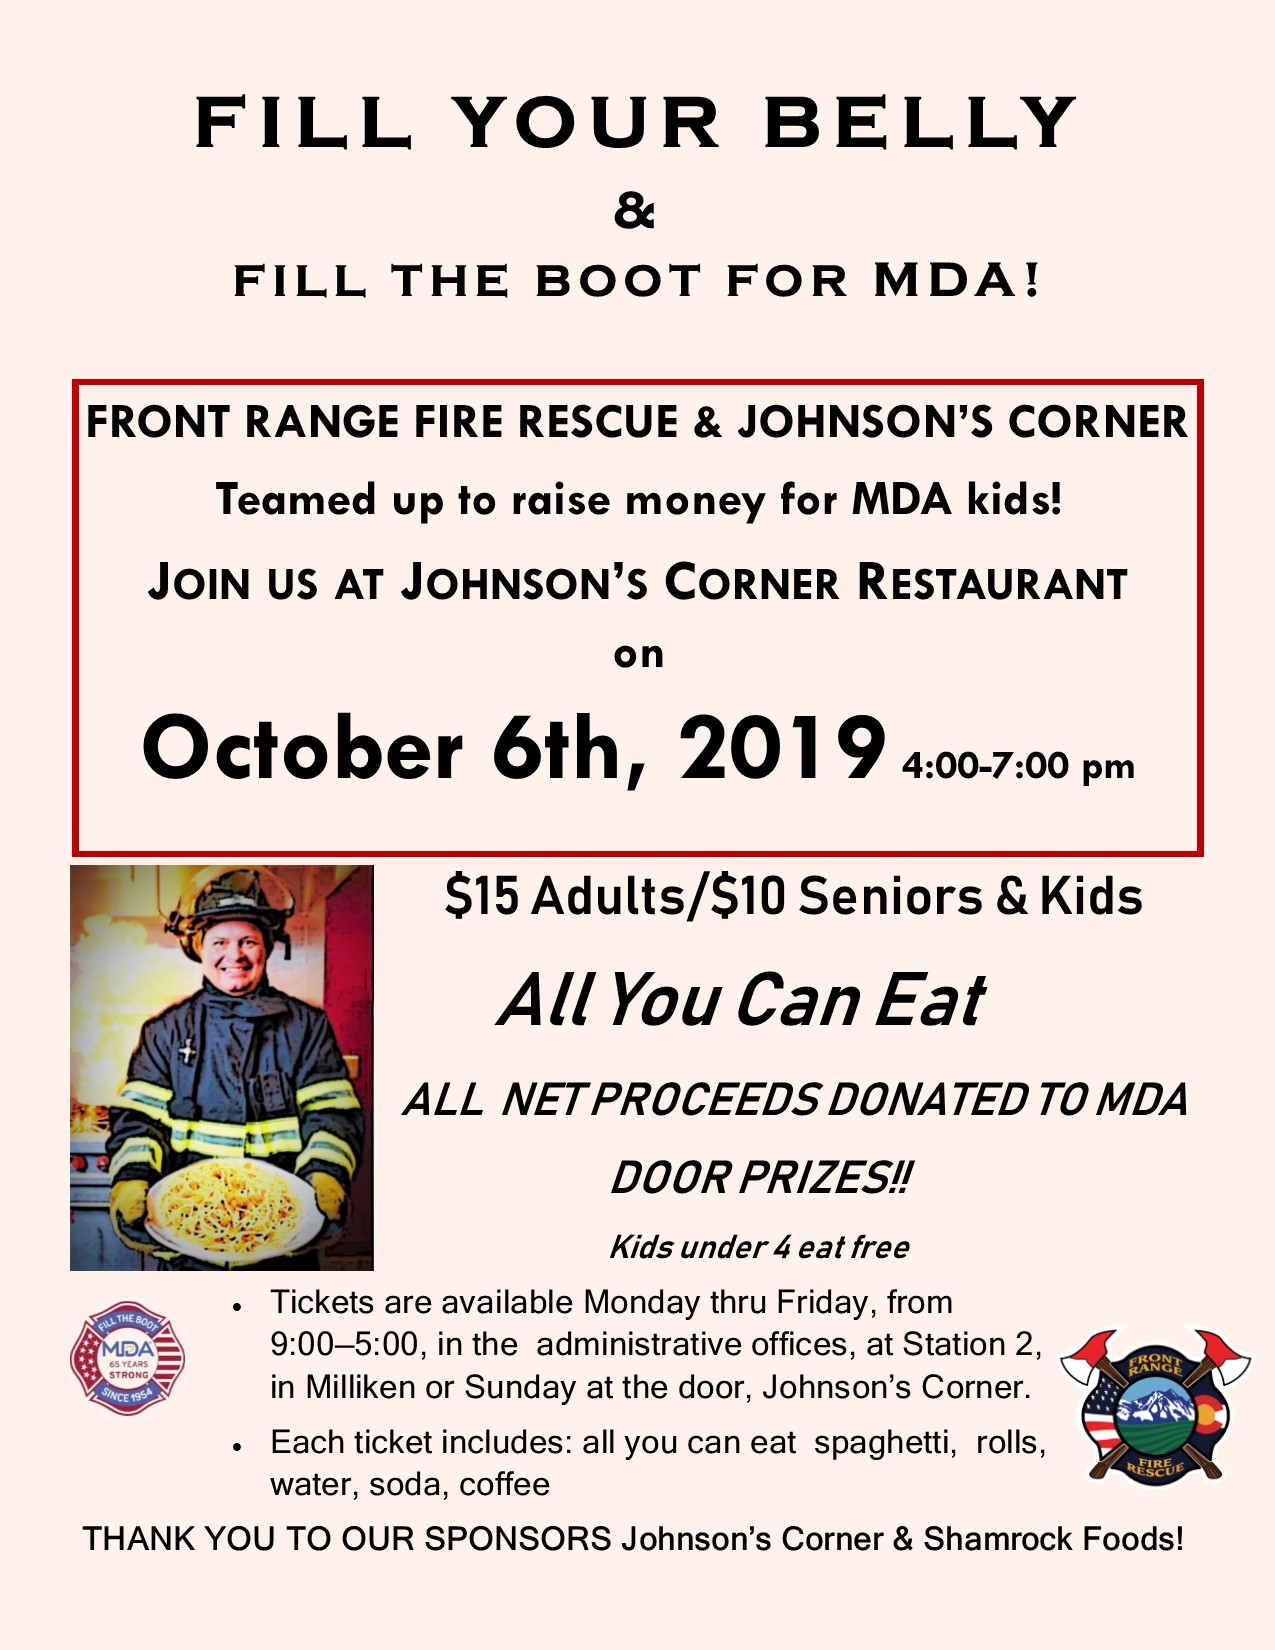 FILL YOUR BELLY
&
FILL THE BOOT FOR MDA!
FRONT RANGE FIRE RESCUE & JOHNSON’S CORNER
Teamed up to raise money for MDA kids!
JOIN US AT JOHNSON’S CORNER RESTAURANT
on
October 6th, 2019 4:00-7:00 pm
$15 Adults/$10 Seniors & Kids
All You Can Eat
ALL NET PROCEEDS DONATED TO MDA
DOOR PRIZES!!
Kids under 4 eat free
• Tickets are available Monday thru Friday, from
9:00–5:00, in the administrative offices, at Station 2,
in Milliken or Sunday at the door, Johnson’s Corner.
• Each ticket includes: all you can eat spaghetti, rolls,
water, soda, coffee
FILL THE BOOT
MDA
65 YEARS
STRONG
SINCE 1954
FRONT
RANGE
FIRE
RESCUE
THANK YOU TO OUR SPONSORS Johnson’s Corner & Shamrock Foods!